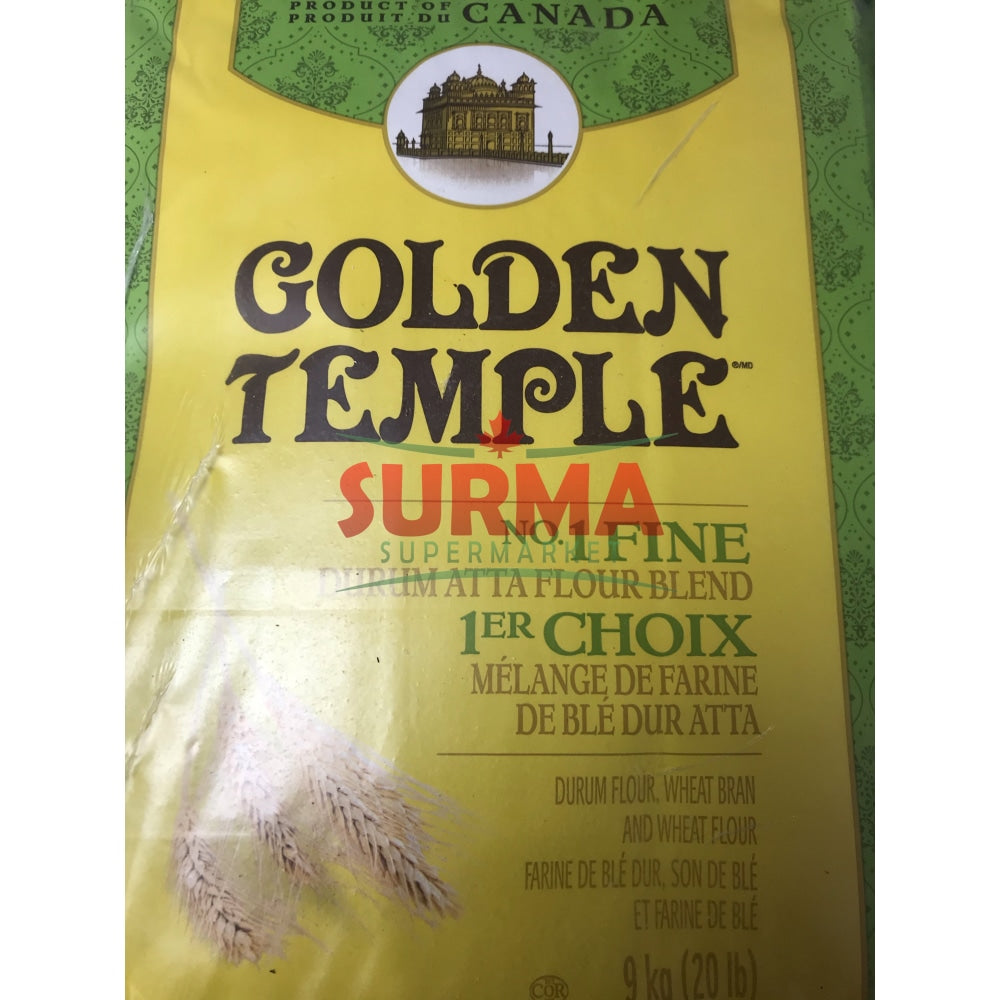 PRODUCT OF
PRODUIT DU CANADA
GOLDEN
TEMPLE ®/MD
SURMA
SUPERMARKET
NO. 1 FINE
DURUM ATTA FLOUR BLEND
1ER CHOIX
MÉLANGE DE FARINE
DE BLÉ DUR ATTA
DURUM FLOUR, WHEAT BRAN
AND WHEAT FLOUR
FARINE DE BLÉ DUR, SON DE BLÉ
ET FARINE DE BLÉ
COR
9 kg (20 lb)